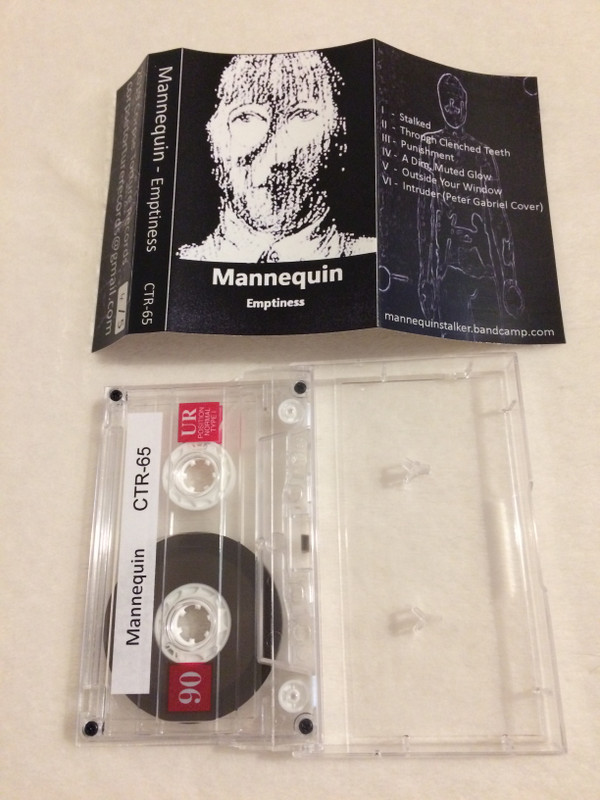 Mannequin - Emptiness CTR-65
Mannequin
Emptiness
I - Stalked
II - Through Clenched Teeth
III - Punishment
IV - A Dim, Muted Glow
V - Outside Your Window
VI - Intruder (Peter Gabriel Cover)
mannequinstalker.bandcamp.com
Mannequin CTR-65
UR
POSITION
NORMAL
TYPE I
90